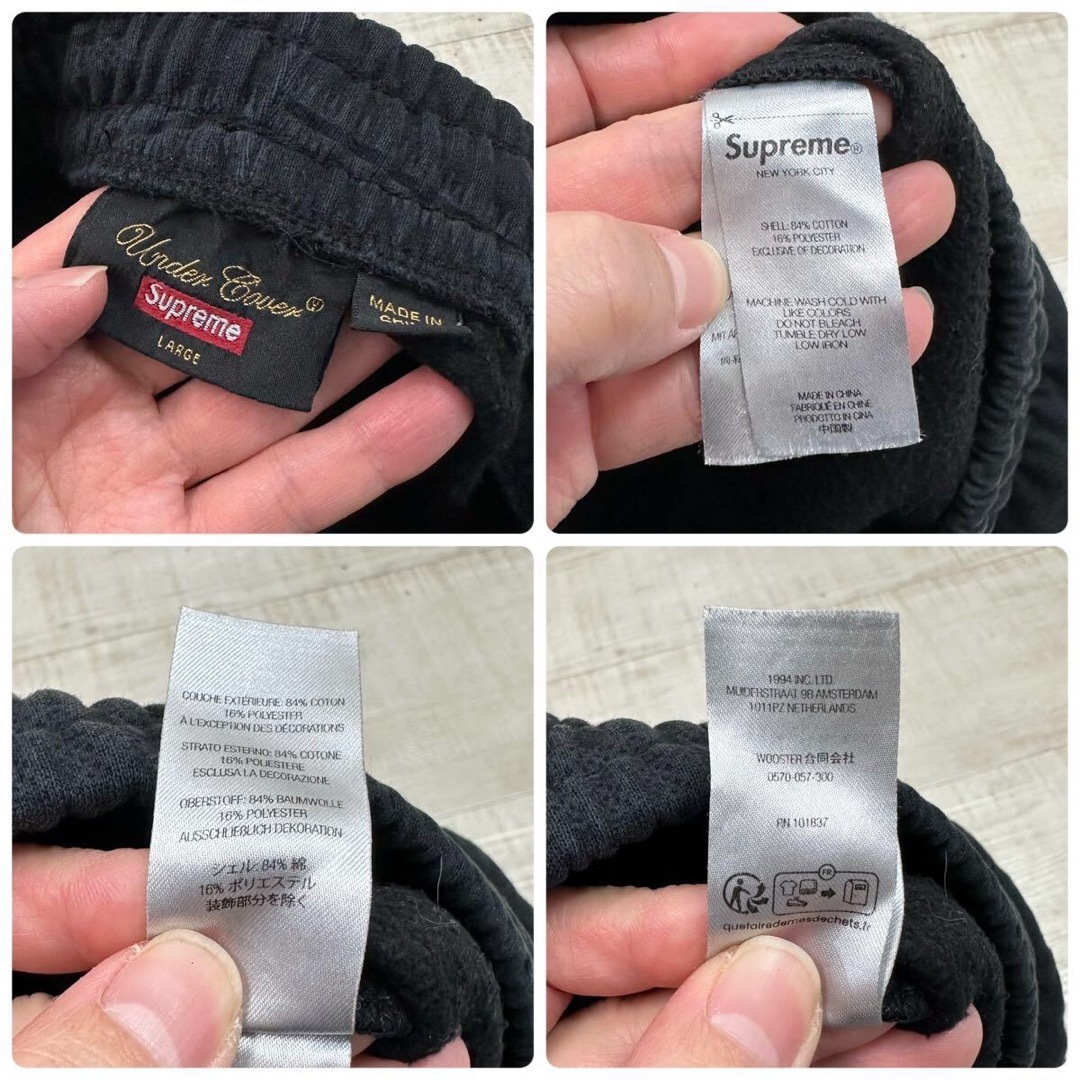 Under Cover®
Supreme
LARGE
MADE IN
Supreme®
NEW YORK CITY
SHELL: 84% COTTON
16% POLYESTER
EXCLUSIVE OF DECORATION
MACHINE WASH COLD WITH
LIKE COLORS
DO NOT BLEACH
TUMBLE DRY LOW
LOW IRON
MADE IN CHINA
FABRIQUÉ EN CHINE
PRODOTTO IN CINA
中国製
COUCHE EXTÉRIEURE: 84% COTON
16% POLYESTER
À L'EXCEPTION DES DÉCORATIONS
STRATO ESTERNO: 84% COTONE
16% POLIESTERE
ESCLUSA LA DECORAZIONE
OBERSTOFF: 84% BAUMWOLLE
16% POLYESTER
AUSSCHLIEßLICH DEKORATION
シェル: 84% 綿
16% ポリエステル
装飾部分を除く
1994 INC. LTD.
MUIDERSTRAAT 9B AMSTERDAM
1011PZ NETHERLANDS
WOOSTER 合同会社
0570-057-300
RN 101837
FR
quefairedemesdechets.fr